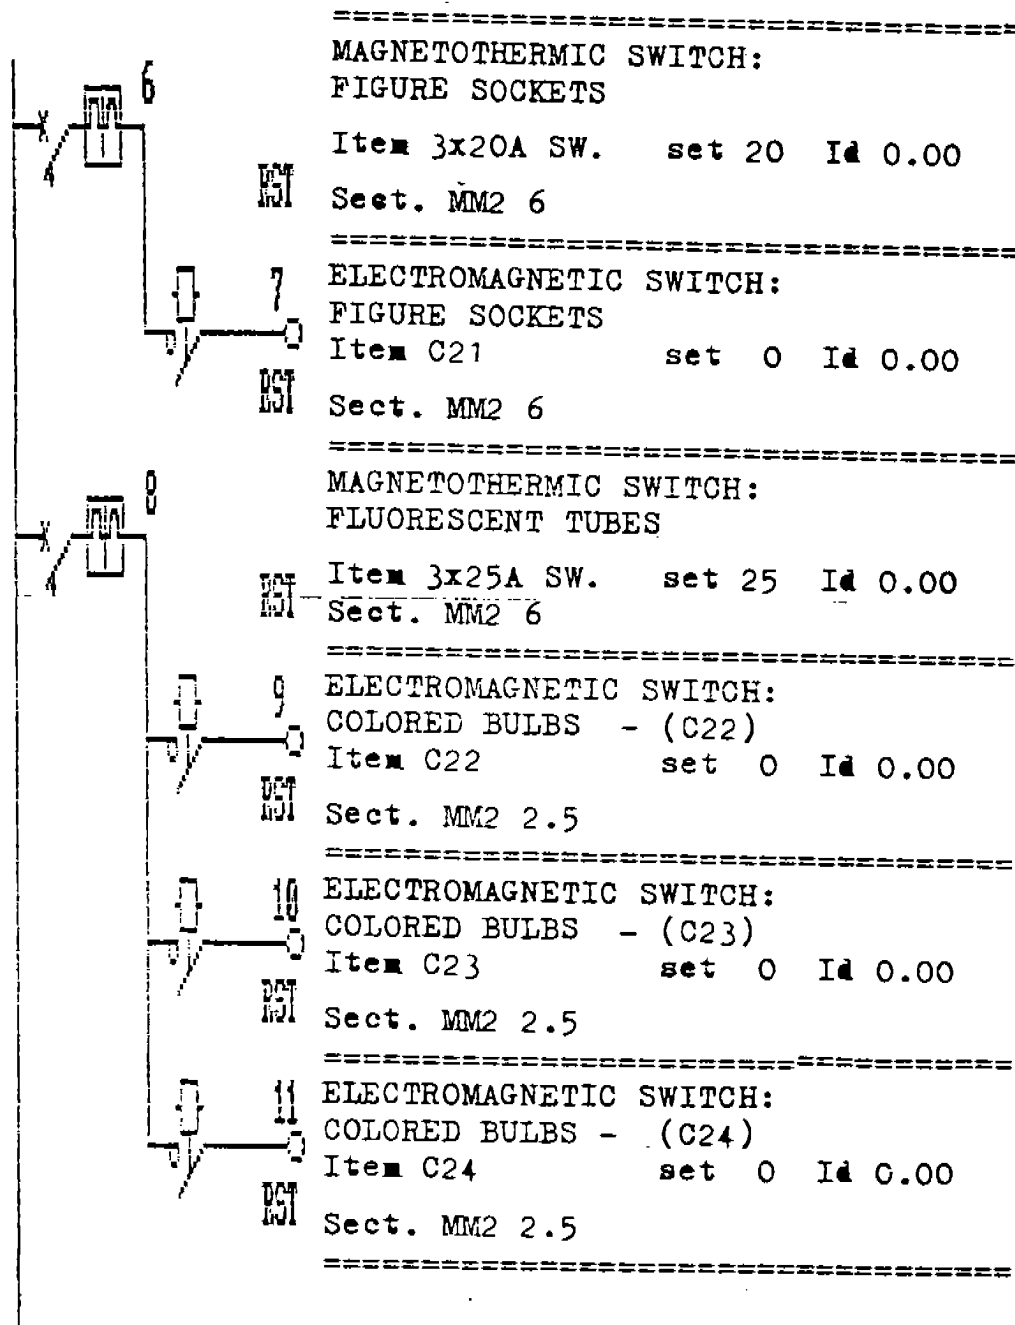 =================================
MAGNETOTHERMIC SWITCH:
6
FIGURE SOCKETS
Item 3x20A SW. set 20 Id 0.00
RST
Sect. MM2 6
=================================
ELECTROMAGNETIC SWITCH:
7
FIGURE SOCKETS
Item C21 set 0 Id 0.00
RST
Sect. MM2 6
=================================
MAGNETOTHERMIC SWITCH:
8
FLUORESCENT TUBES
Item 3x25A SW. set 25 Id 0.00
RST
Sect. MM2 6
=================================
9
ELECTROMAGNETIC SWITCH:
COLORED BULBS - (C22)
Item C22 set 0 Id 0.00
RST
Sect. MM2 2.5
=================================
10
ELECTROMAGNETIC SWITCH:
COLORED BULBS - (C23)
Item C23 set 0 Id 0.00
RST
Sect. MM2 2.5
=================================
11
ELECTROMAGNETIC SWITCH:
COLORED BULBS - (C24)
Item C24 set 0 Id 0.00
RST
Sect. MM2 2.5
=================================